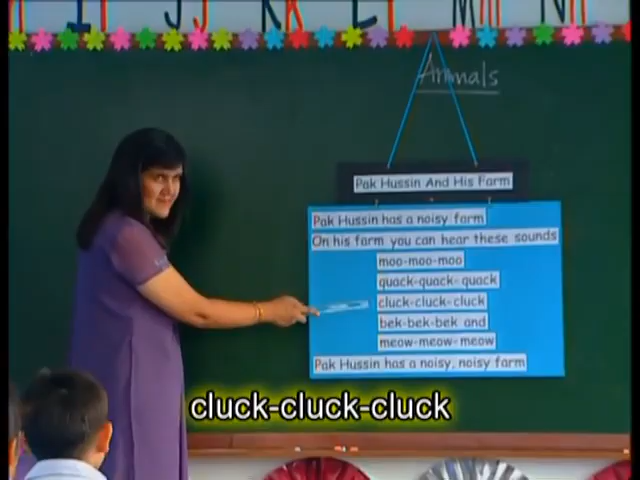 I i J j K k L l M m N n
Animals
Pak Hussin And His Farm
Pak Hussin has a noisy farm
On his farm you can hear these sounds
moo-moo-moo
quack-quack-quack
cluck-cluck-cluck
bek-bek-bek and
meow-meow-meow
Pak Hussin has a noisy, noisy farm
cluck-cluck-cluck